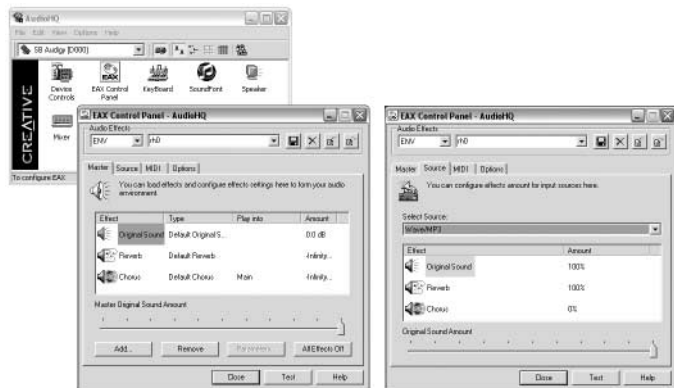 AudioHQ
File Edit View Options Help
SB Audigy [D000]
CREATIVE
Device Controls
EAX Control Panel
KeyBoard
SoundFont
Speaker
Mixer
To configure EAX
EAX Control Panel - AudioHQ
Audio Effects
ENV
Master Source MIDI Options
You can load effects and configure effects settings here to form your audio
environment.
Effect Type Play into Amount
Original Sound Default Original S... 0.0 dB
Reverb Default Reverb -Infinity...
Chorus Default Chorus Main -Infinity...
Master Original Sound Amount
Add... Remove Parameters... All Effects Off
Close Test Help
EAX Control Panel - AudioHQ
Audio Effects
ENV
Master Source MIDI Options
You can configure effects amount for input sources here.
Select Source:
Wave/MP3
Effect Amount
Original Sound 100%
Reverb 100%
Chorus 0%
Original Sound Amount
Close Test Help